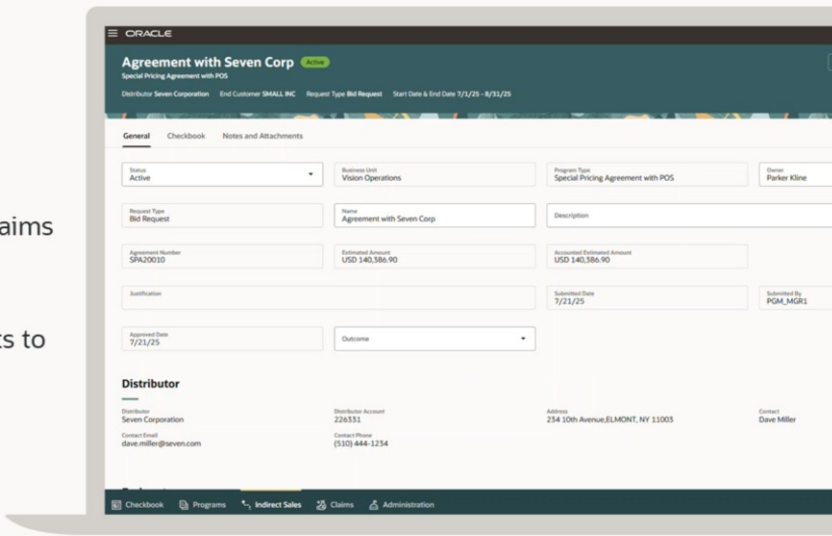 aims
s to
ORACLE
Agreement with Seven Corp Active
Special Pricing Agreement with POS
Distributor Seven Corporation End Customer SMALL INC Request Type Bid Request Start Date & End Date 7/1/25 - 8/31/25
General Checkbook Notes and Attachments
Status Business Unit Program Type Owner
Active Vision Operations Special Pricing Agreement with POS Parker Kline
Request Type Name
Bid Request Agreement with Seven Corp Description
Agreement Number Estimated Amount Accounted Estimated Amount
SPA20010 USD 140,386.90 USD 140,386.90
Justification Submitted Date Submitted By
7/21/25 PGM_MGR1
Approved Date
7/21/25 Outcome
Distributor
Distributor Distributor Account Address Contact
Seven Corporation 226331 234 10th Avenue,ELMONT, NY 11003 Dave Miller
Contact Email Contact Phone
dave.miller@seven.com (510) 444-1234
Checkbook Programs Indirect Sales Claims Administration